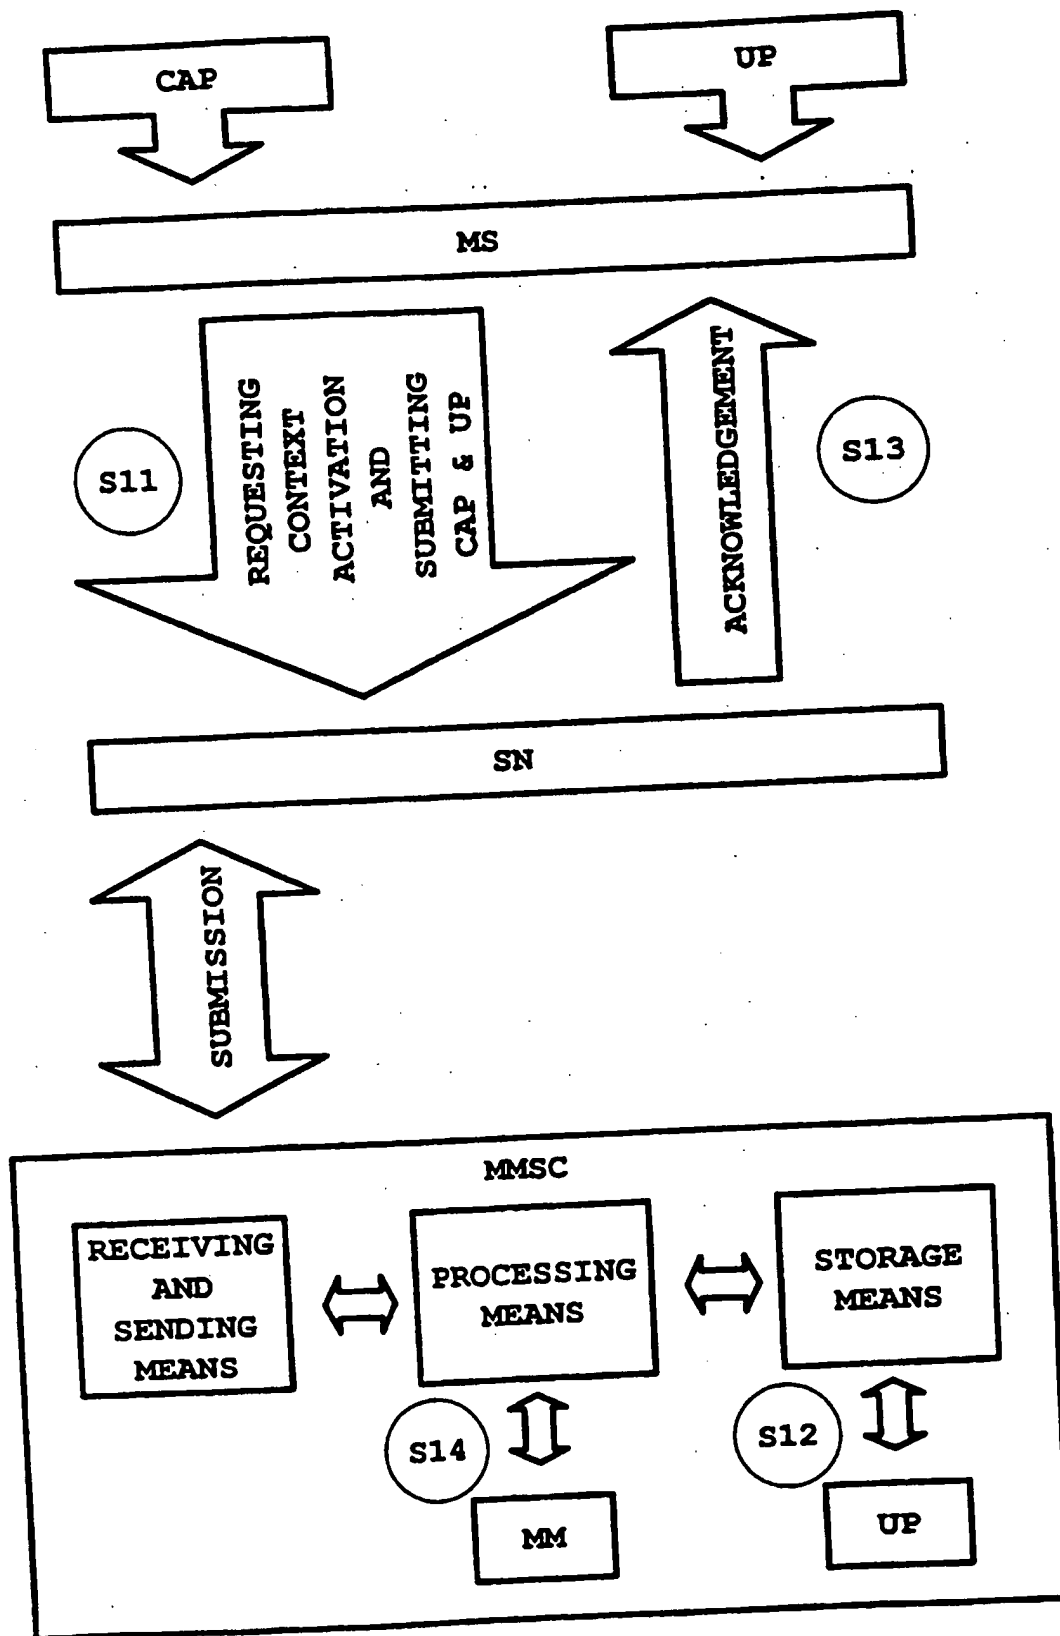 CAP
UP
MS
REQUESTING
CONTEXT
ACTIVATION
AND
SUBMITTING
CAP & UP
S11
ACKNOWLEDGEMENT
S13
SN
SUBMISSION
MMSC
RECEIVING
AND
SENDING
MEANS
PROCESSING
MEANS
STORAGE
MEANS
S14
S12
MM
UP